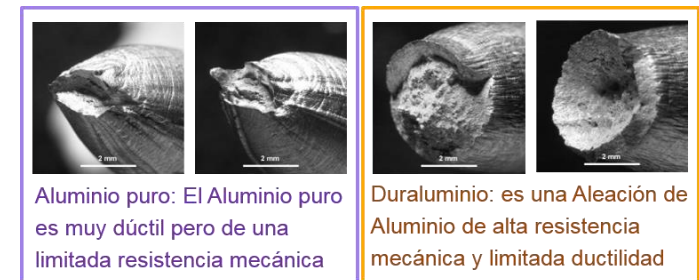 2 mm
2 mm
2 mm
2 mm
Aluminio puro: El Aluminio puro
es muy dúctil pero de una
limitada resistencia mecánica
Duraluminio: es una Aleación de
Aluminio de alta resistencia
mecánica y limitada ductilidad